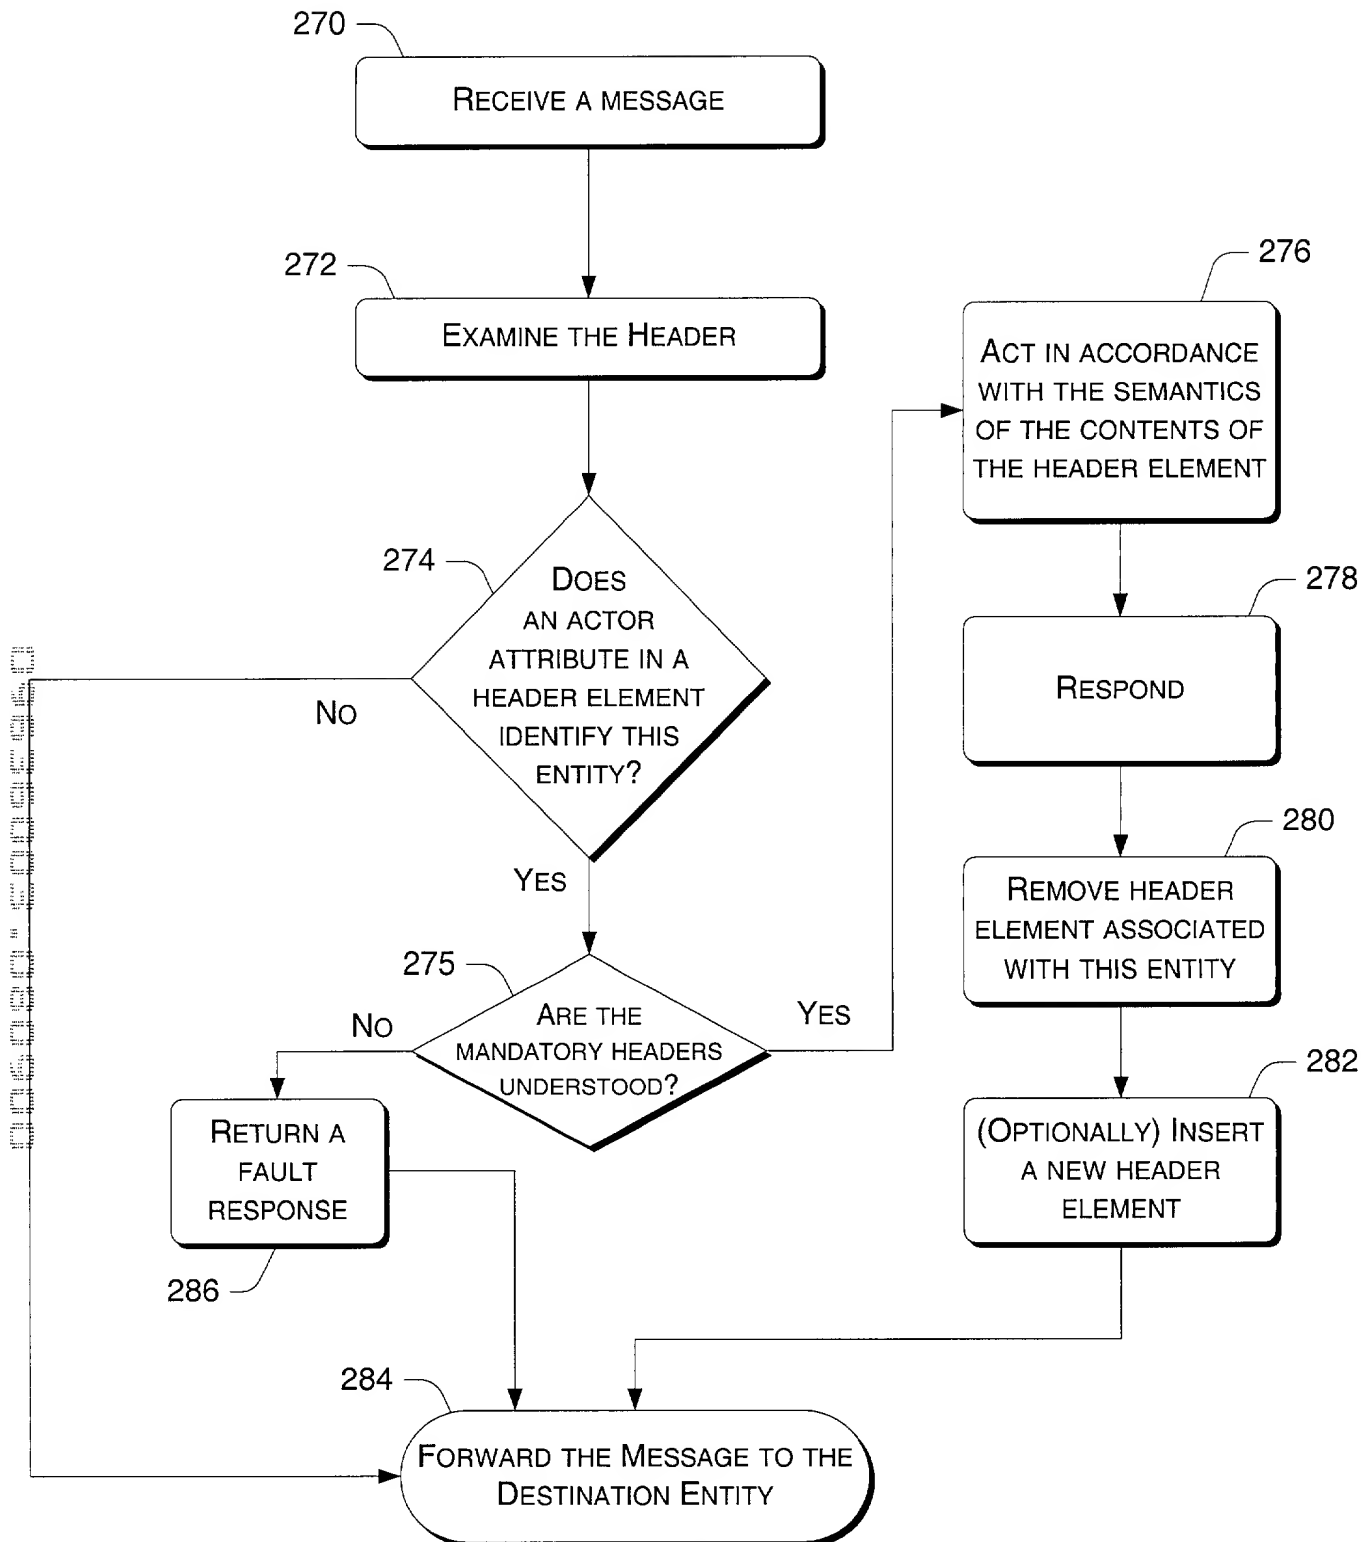 270
RECEIVE A MESSAGE
272
EXAMINE THE HEADER
274
DOES
AN ACTOR
ATTRIBUTE IN A
HEADER ELEMENT
IDENTIFY THIS
ENTITY?
NO
YES
275
ARE THE
MANDATORY HEADERS
UNDERSTOOD?
NO
YES
RETURN A
FAULT
RESPONSE
286
276
ACT IN ACCORDANCE
WITH THE SEMANTICS
OF THE CONTENTS OF
THE HEADER ELEMENT
278
RESPOND
280
REMOVE HEADER
ELEMENT ASSOCIATED
WITH THIS ENTITY
282
(OPTIONALLY) INSERT
A NEW HEADER
ELEMENT
284
FORWARD THE MESSAGE TO THE
DESTINATION ENTITY